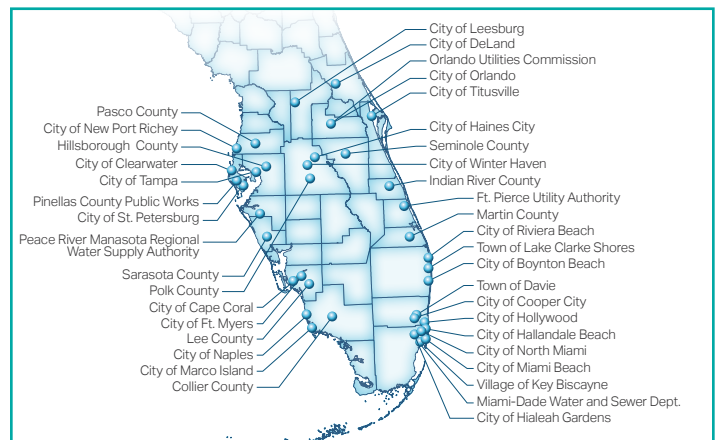 City of Leesburg
City of DeLand
Orlando Utilities Commission
City of Orlando
City of Titusville
Pasco County
City of New Port Richey
Hillsborough County
City of Clearwater
City of Tampa
Pinellas County Public Works
City of St. Petersburg
Peace River Manasota Regional
Water Supply Authority
Sarasota County
Polk County
City of Cape Coral
City of Ft. Myers
Lee County
City of Naples
City of Marco Island
Collier County
City of Haines City
Seminole County
City of Winter Haven
Indian River County
Ft. Pierce Utility Authority
Martin County
City of Riviera Beach
Town of Lake Clarke Shores
City of Boynton Beach
Town of Davie
City of Cooper City
City of Hollywood
City of Hallandale Beach
City of North Miami
City of Miami Beach
Village of Key Biscayne
Miami-Dade Water and Sewer Dept.
City of Hialeah Gardens